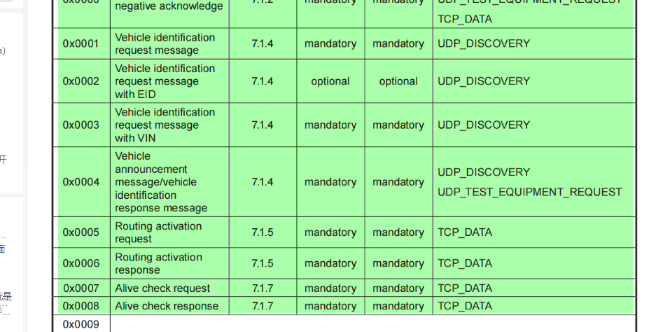 0x0000 negative acknowledge 7.1.2 mandatory mandatory UDP_TEST_EQUIPMENT_REQUEST
TCP_DATA
0x0001 Vehicle identification request message 7.1.4 mandatory mandatory UDP_DISCOVERY
0x0002 Vehicle identification request message with EID 7.1.4 optional optional UDP_DISCOVERY
0x0003 Vehicle identification request message with VIN 7.1.4 mandatory mandatory UDP_DISCOVERY
0x0004 Vehicle announcement message/vehicle identification response message 7.1.4 mandatory mandatory UDP_DISCOVERY
UDP_TEST_EQUIPMENT_REQUEST
0x0005 Routing activation request 7.1.5 mandatory mandatory TCP_DATA
0x0006 Routing activation response 7.1.5 mandatory mandatory TCP_DATA
0x0007 Alive check request 7.1.7 mandatory mandatory TCP_DATA
0x0008 Alive check response 7.1.7 mandatory mandatory TCP_DATA
0x0009